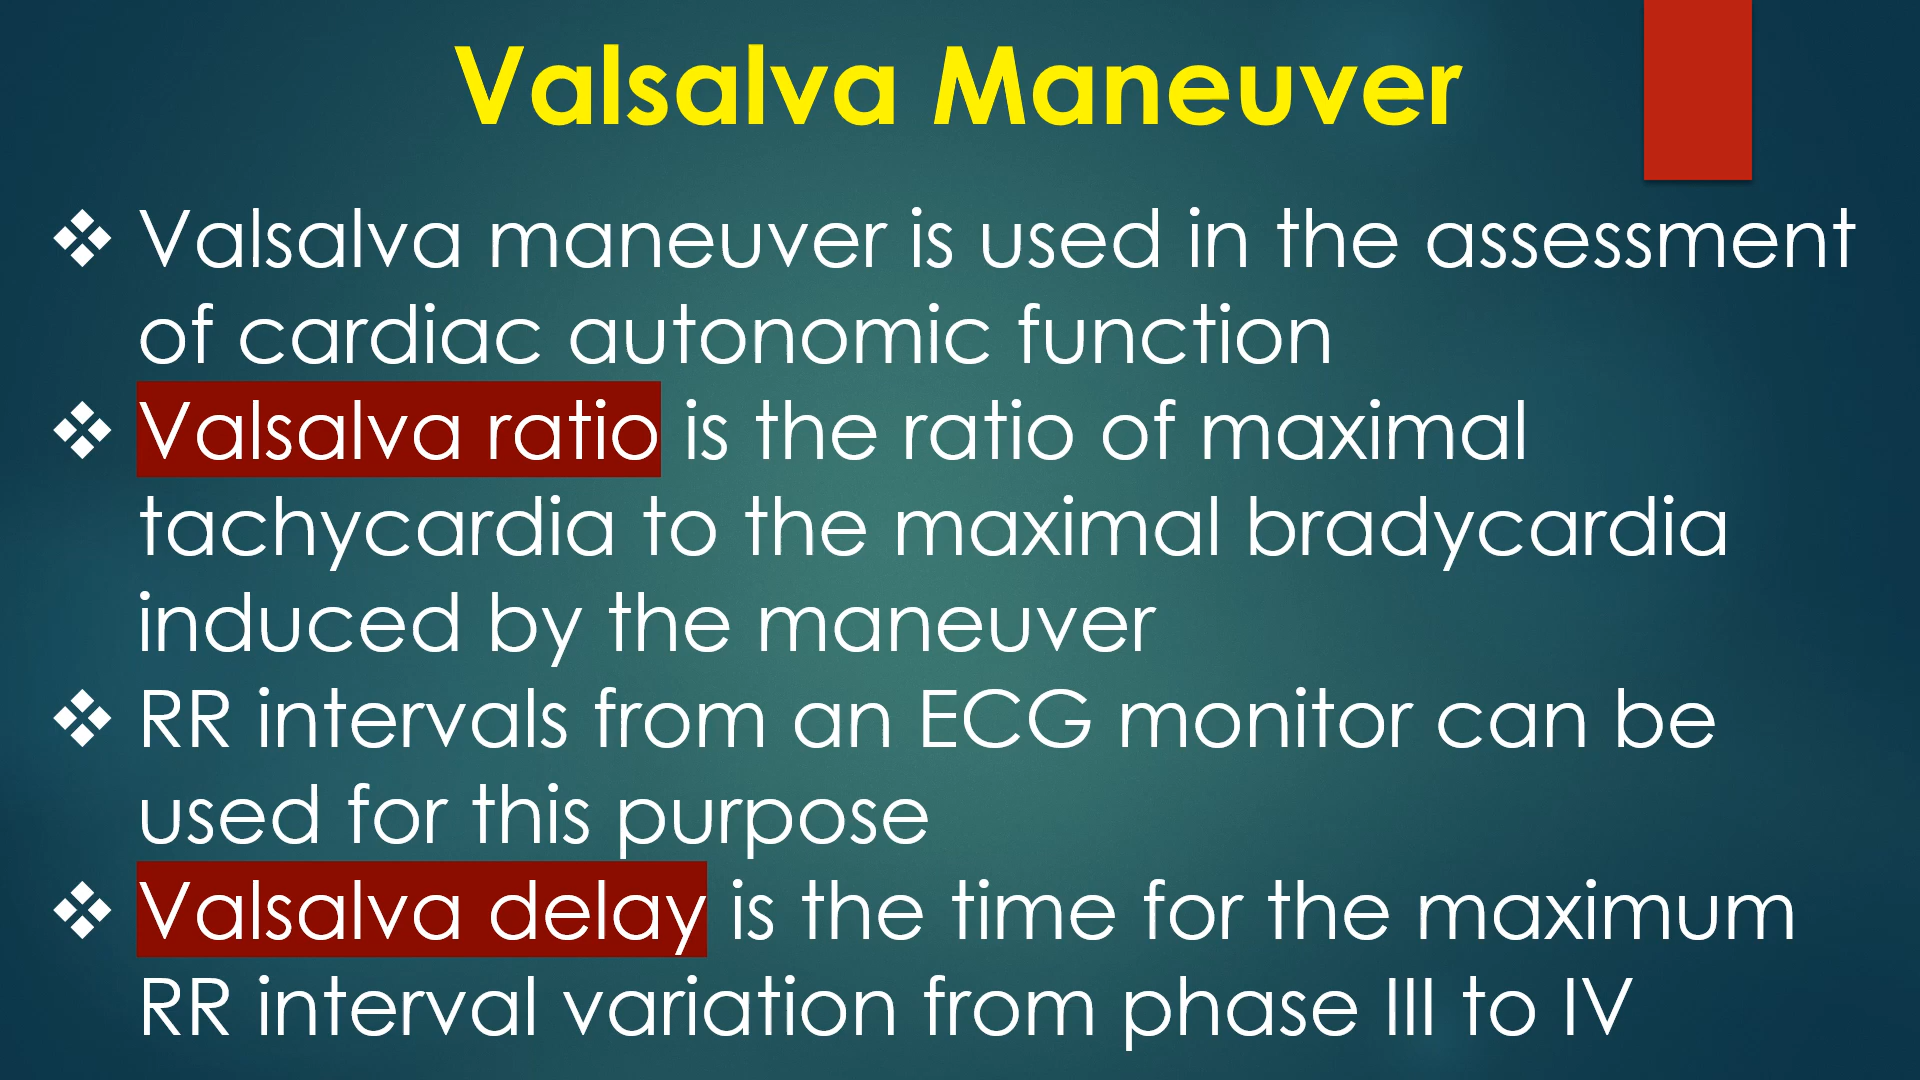 Valsalva Maneuver
❖ Valsalva maneuver is used in the assessment
of cardiac autonomic function
❖ Valsalva ratio is the ratio of maximal
tachycardia to the maximal bradycardia
induced by the maneuver
❖ RR intervals from an ECG monitor can be
used for this purpose
❖ Valsalva delay is the time for the maximum
RR interval variation from phase III to IV